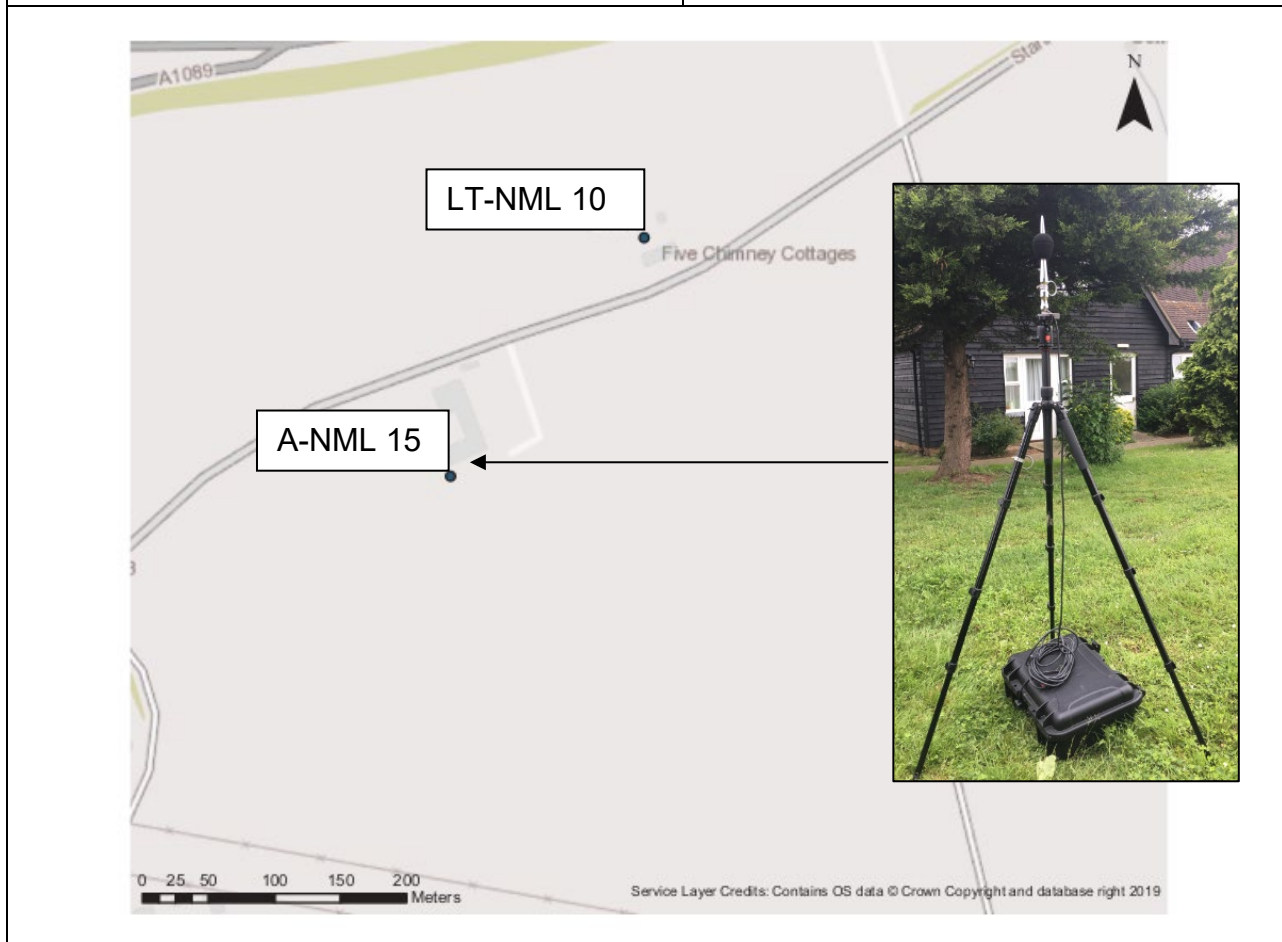 A1089
N
LT-NML 10
Five Chimney Cottages
A-NML 15
0 25 50 100 150 200
Meters
Service Layer Credits: Contains OS data © Crown Copyright and database right 2019